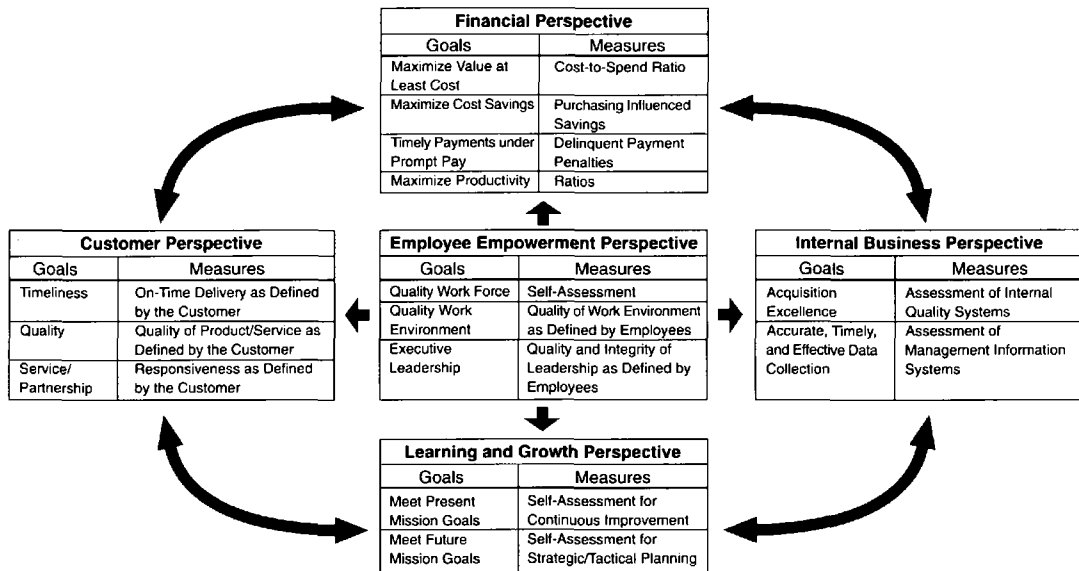 Financial Perspective
Goals Measures
Maximize Value at Least Cost Cost-to-Spend Ratio
Maximize Cost Savings Purchasing Influenced Savings
Timely Payments under Prompt Pay Delinquent Payment Penalties
Maximize Productivity Ratios
Customer Perspective
Goals Measures
Timeliness On-Time Delivery as Defined by the Customer
Quality Quality of Product/Service as Defined by the Customer
Service/Partnership Responsiveness as Defined by the Customer
Employee Empowerment Perspective
Goals Measures
Quality Work Force Self-Assessment
Quality Work Environment Quality of Work Environment as Defined by Employees
Executive Leadership Quality and Integrity of Leadership as Defined by Employees
Internal Business Perspective
Goals Measures
Acquisition Excellence Assessment of Internal Quality Systems
Accurate, Timely, and Effective Data Collection Assessment of Management Information Systems
Learning and Growth Perspective
Goals Measures
Meet Present Mission Goals Self-Assessment for Continuous Improvement
Meet Future Mission Goals Self-Assessment for Strategic/Tactical Planning